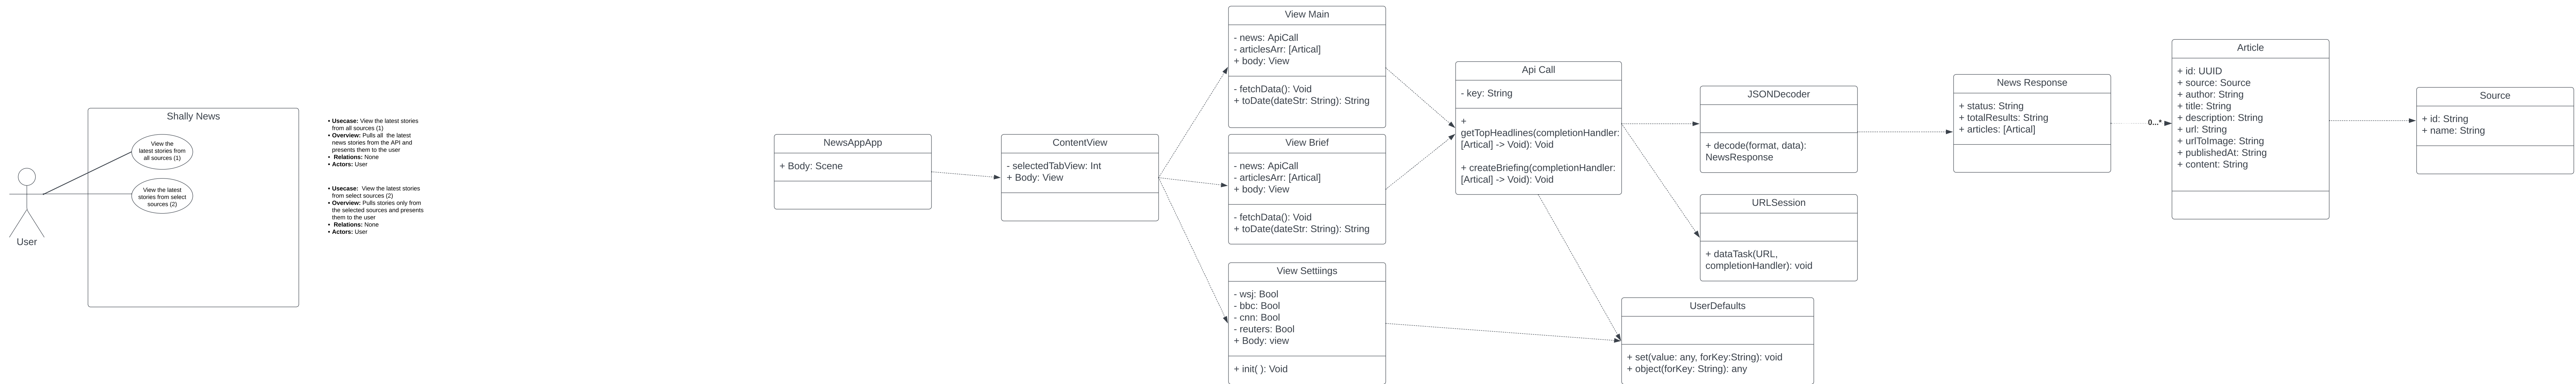 Shally News
View the
latest stories from
all sources (1)
View the latest
stories from select
sources (2)
User
• Usecase: View the latest stories
from all sources (1)
• Overview: Pulls all  the latest
news stories from the API and
presents them to the user
•  Relations: None
• Actors: User
• Usecase:  View the latest stories
from select sources (2)
• Overview: Pulls stories only from
the selected sources and presents
them to the user
•  Relations: None
• Actors: User
NewsAppApp
+ Body: Scene
ContentView
- selectedTabView: Int
+ Body: View
View Main
- news: ApiCall
- articlesArr: [Artical]
+ body: View
- fetchData(): Void
+ toDate(dateStr: String): String
View Brief
- news: ApiCall
- articlesArr: [Artical]
+ body: View
- fetchData(): Void
+ toDate(dateStr: String): String
View Settiings
- wsj: Bool
- bbc: Bool
- cnn: Bool
- reuters: Bool
+ Body: view
+ init( ): Void
Api Call
- key: String
+
getTopHeadlines(completionHandler:
[Artical] -> Void): Void
+ createBriefing(completionHandler:
[Artical] -> Void): Void
JSONDecoder
+ decode(format, data):
NewsResponse
URLSession
+ dataTask(URL,
completionHandler): void
UserDefaults
+ set(value: any, forKey:String): void
+ object(forKey: String): any
News Response
+ status: String
+ totalResults: String
+ articles: [Artical]
0...*
Article
+ id: UUID
+ source: Source
+ author: String
+ title: String
+ description: String
+ url: String
+ urlToImage: String
+ publishedAt: String
+ content: String
Source
+ id: String
+ name: String